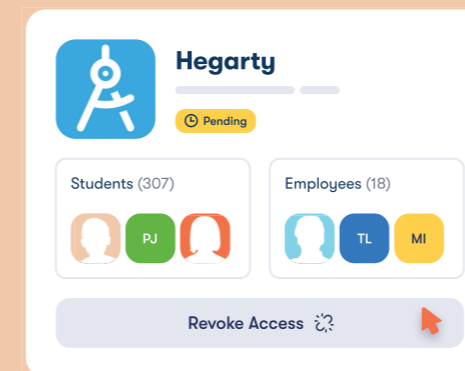 Hegarty
Pending
Students (307)
Employees (18)
PJ
TL
MI
Revoke Access